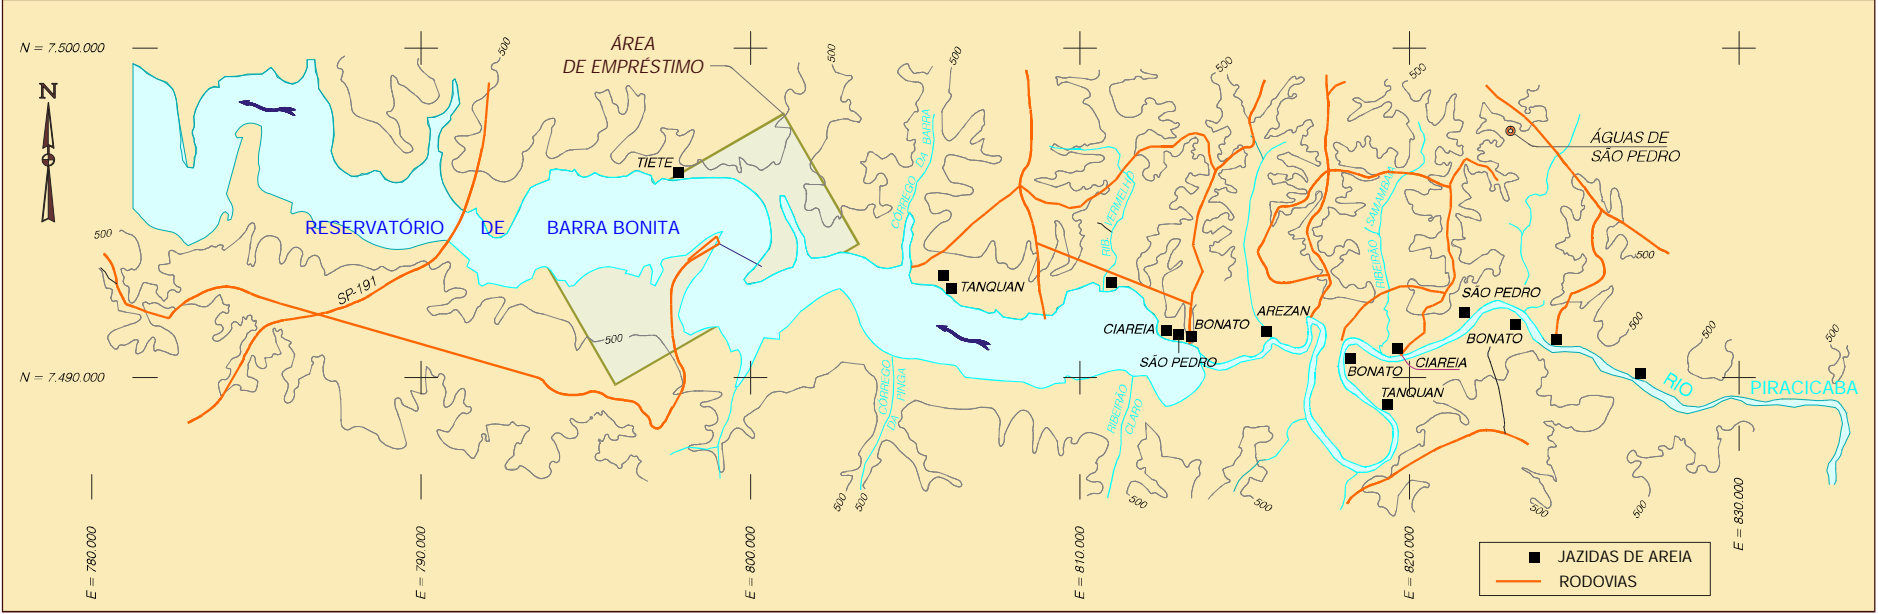 N = 7.500.000
N
ÁREA
DE EMPRÉSTIMO
500
500
500
500
500
ÁGUAS DE
SÃO PEDRO
TIETE
CÓRREGO DA BARRA
RIB. VERMELHO
RIBEIRÃO ( SAMAMBAIA
500
RESERVATÓRIO DE BARRA BONITA
500
SP-191
TANQUAN
SÃO PEDRO
AREZAN
CIAREIA
BONATO
SÃO PEDRO
BONATO
500
500
500
500
BONATO
CIAREIA
TANQUAN
N = 7.490.000
CÓRREGO
DA PINGA
RIBEIRÃO
CLARO
RIO PIRACICABA
500
500
500
500
500
500
E = 780.000
E = 790.000
E = 800.000
E = 810.000
E = 820.000
E = 830.000
JAZIDAS DE AREIA
RODOVIAS